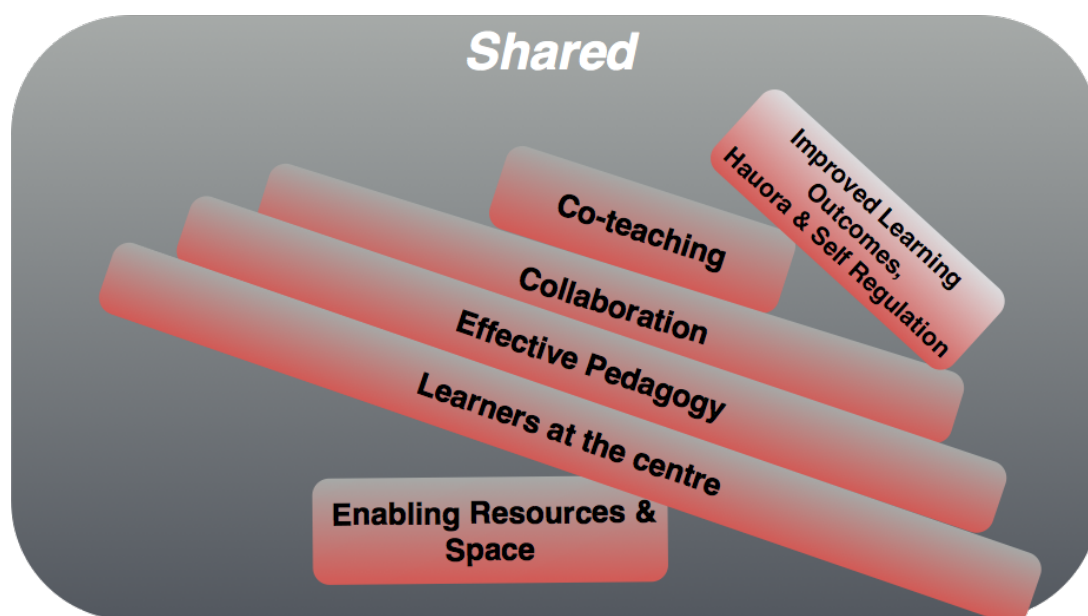 Shared
Improved Learning
Outcomes,
Hauora & Self Regulation
Co-teaching
Collaboration
Effective Pedagogy
Learners at the centre
Enabling Resources &
Space